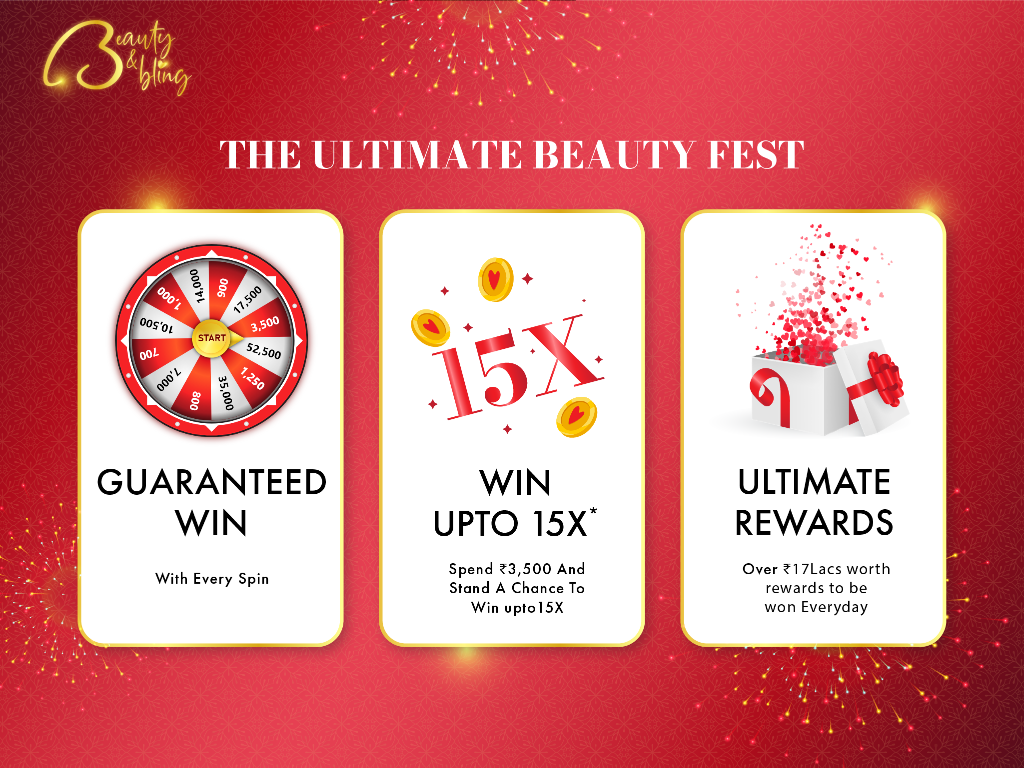 Beauty
&
bling
THE ULTIMATE BEAUTY FEST
14,000
900
17,500
3,500
52,500
1,250
35,000
800
7,000
700
10,500
1,000
START
15X
GUARANTEED
WIN
With Every Spin
WIN
UPTO 15X*
Spend ₹3,500 And
Stand A Chance To
Win upto15X
ULTIMATE
REWARDS
Over ₹17Lacs worth
rewards to be
won Everyday